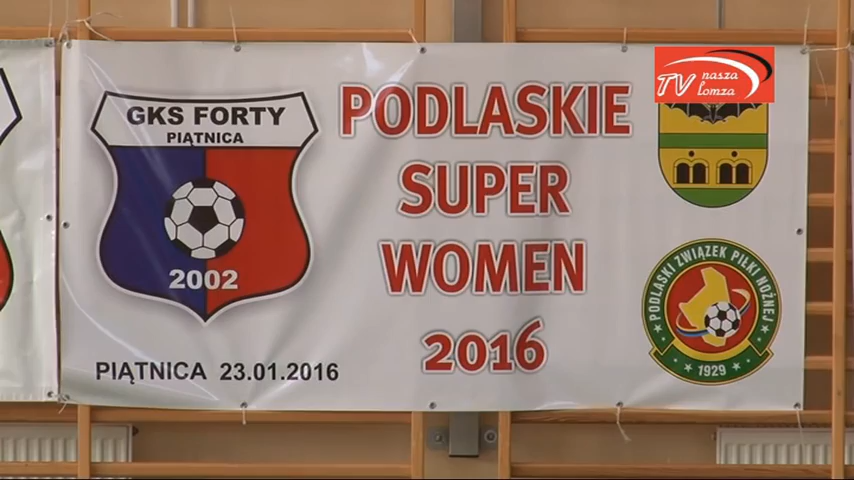 GKS FORTY
PIĄTNICA
2002
PIĄTNICA 23.01.2016
PODLASKIE
SUPER
WOMEN
2016
TV nasza
Łomża
PODLASKI ZWIĄZEK PIŁKI NOŻNEJ
1929